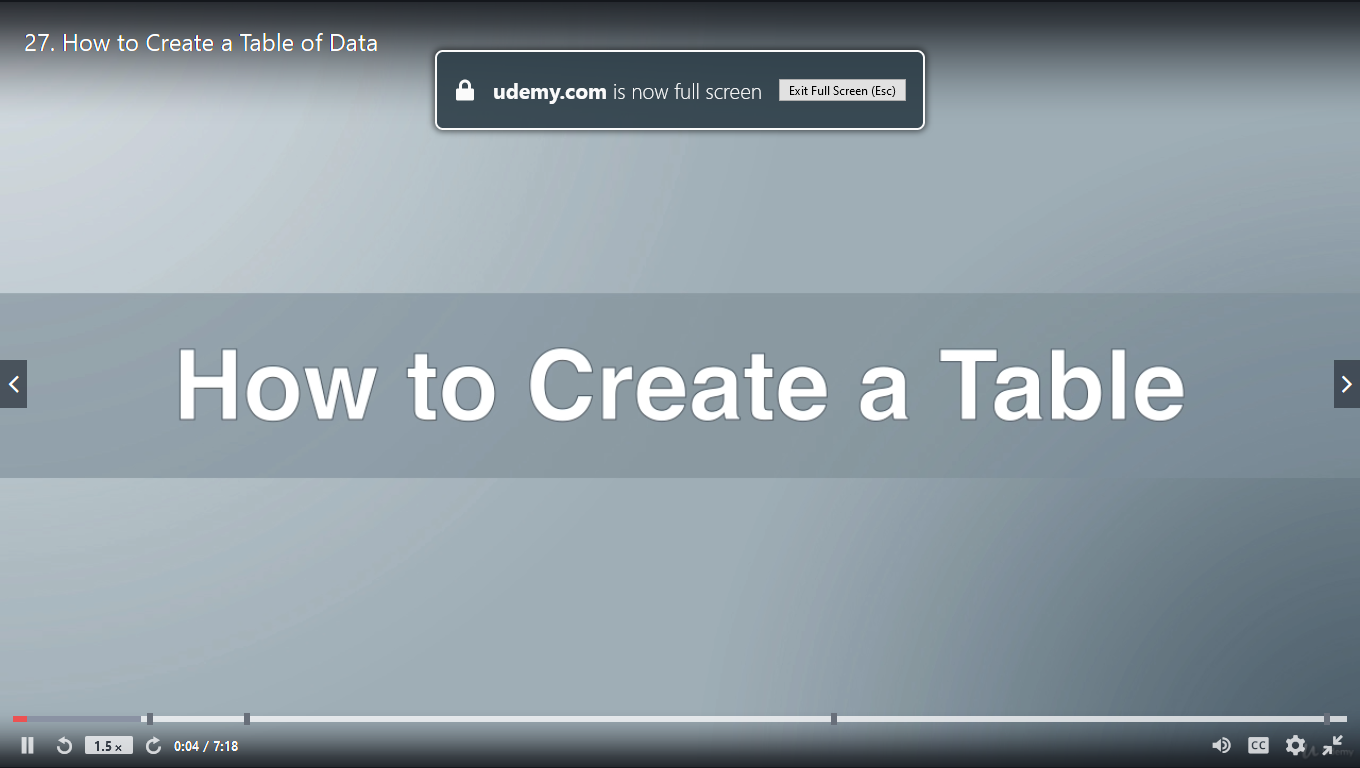 27. How to Create a Table of Data
udemy.com is now full screen
Exit Full Screen (Esc)
How to Create a Table
1.5 x
0:04 / 7:18
CC